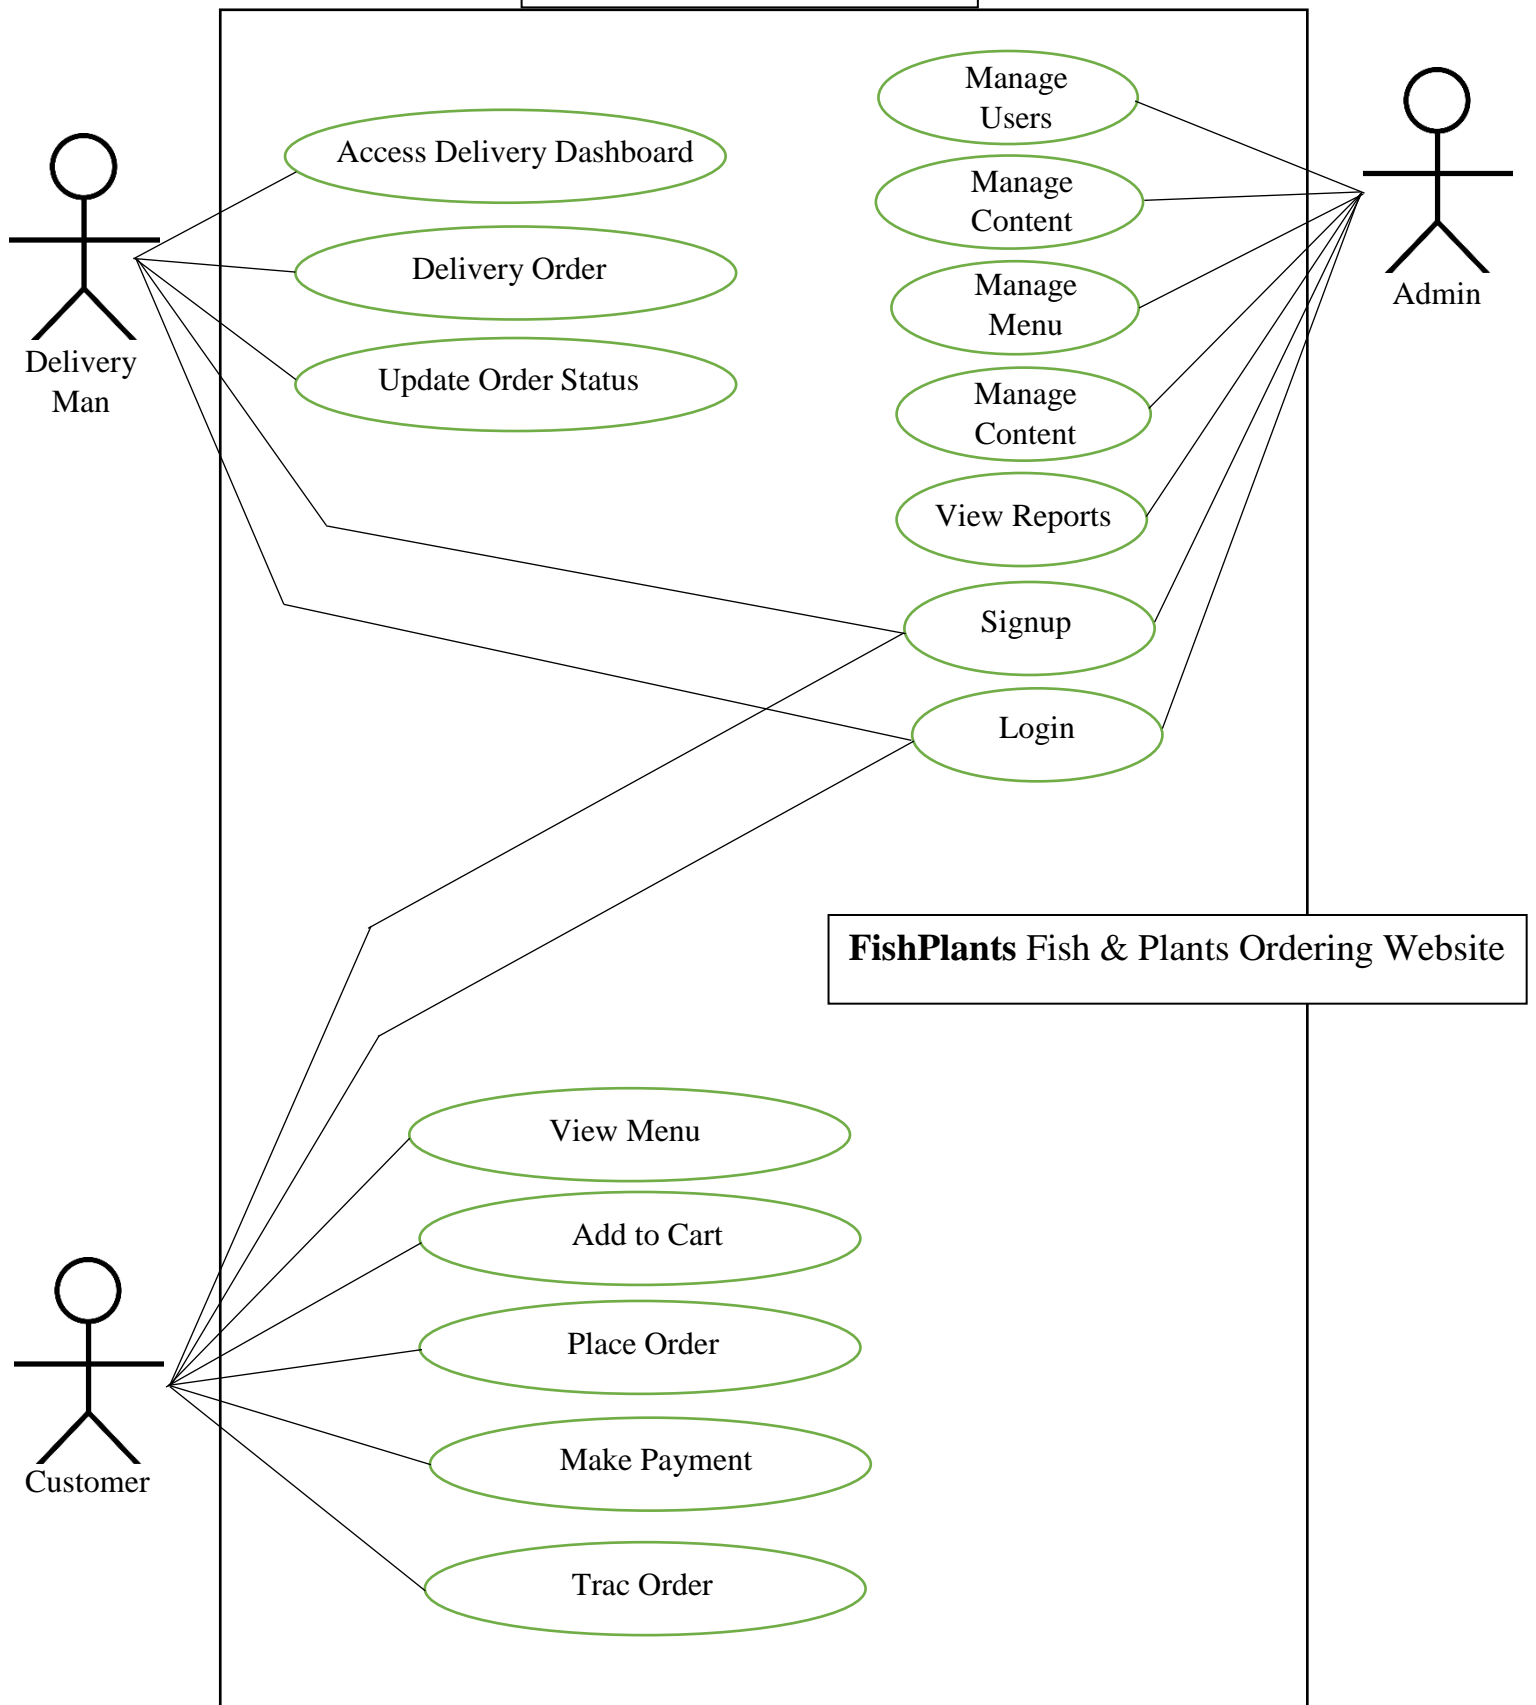 Manage
Users
Access Delivery Dashboard
Manage
Content
Delivery Order
Manage
Menu
Admin
Delivery
Man
Update Order Status
Manage
Content
View Reports
Signup
Login
FishPlants Fish & Plants Ordering Website
View Menu
Add to Cart
Place Order
Make Payment
Customer
Trac Order